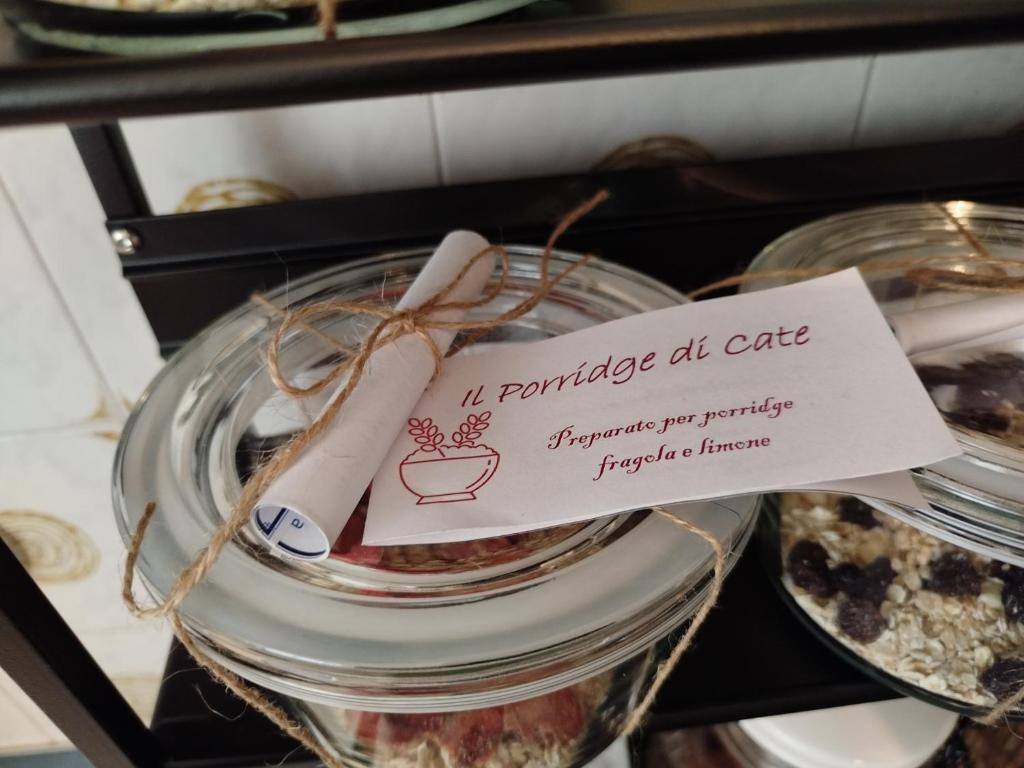 Il Porridge di Cate
Preparato per porridge
fragola e limone